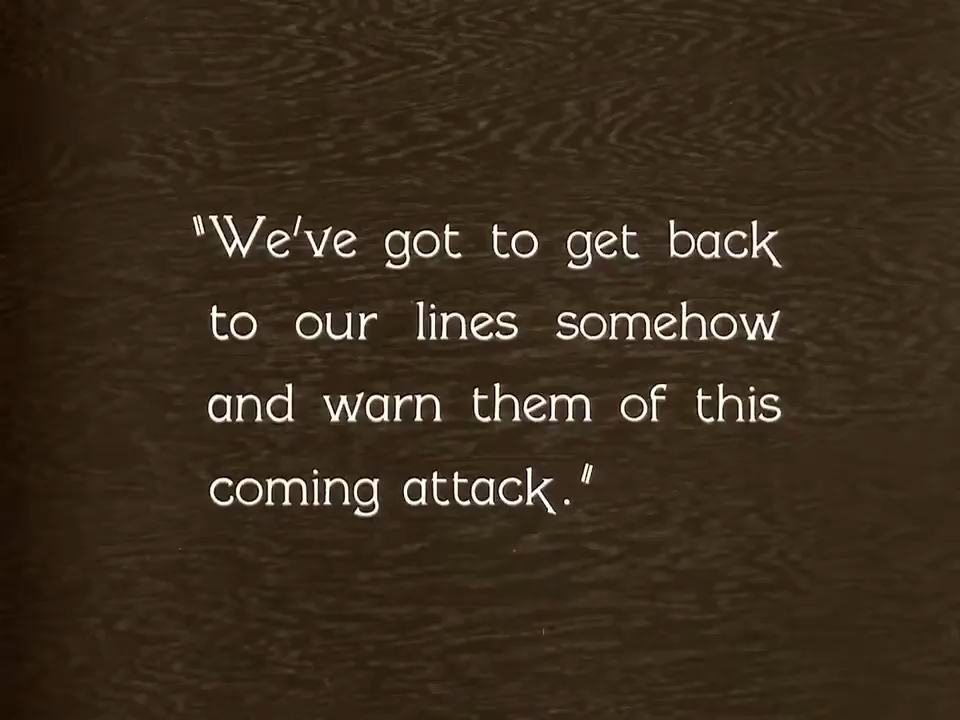 "We've got to get back
to our lines somehow
and warn them of this
coming attack."